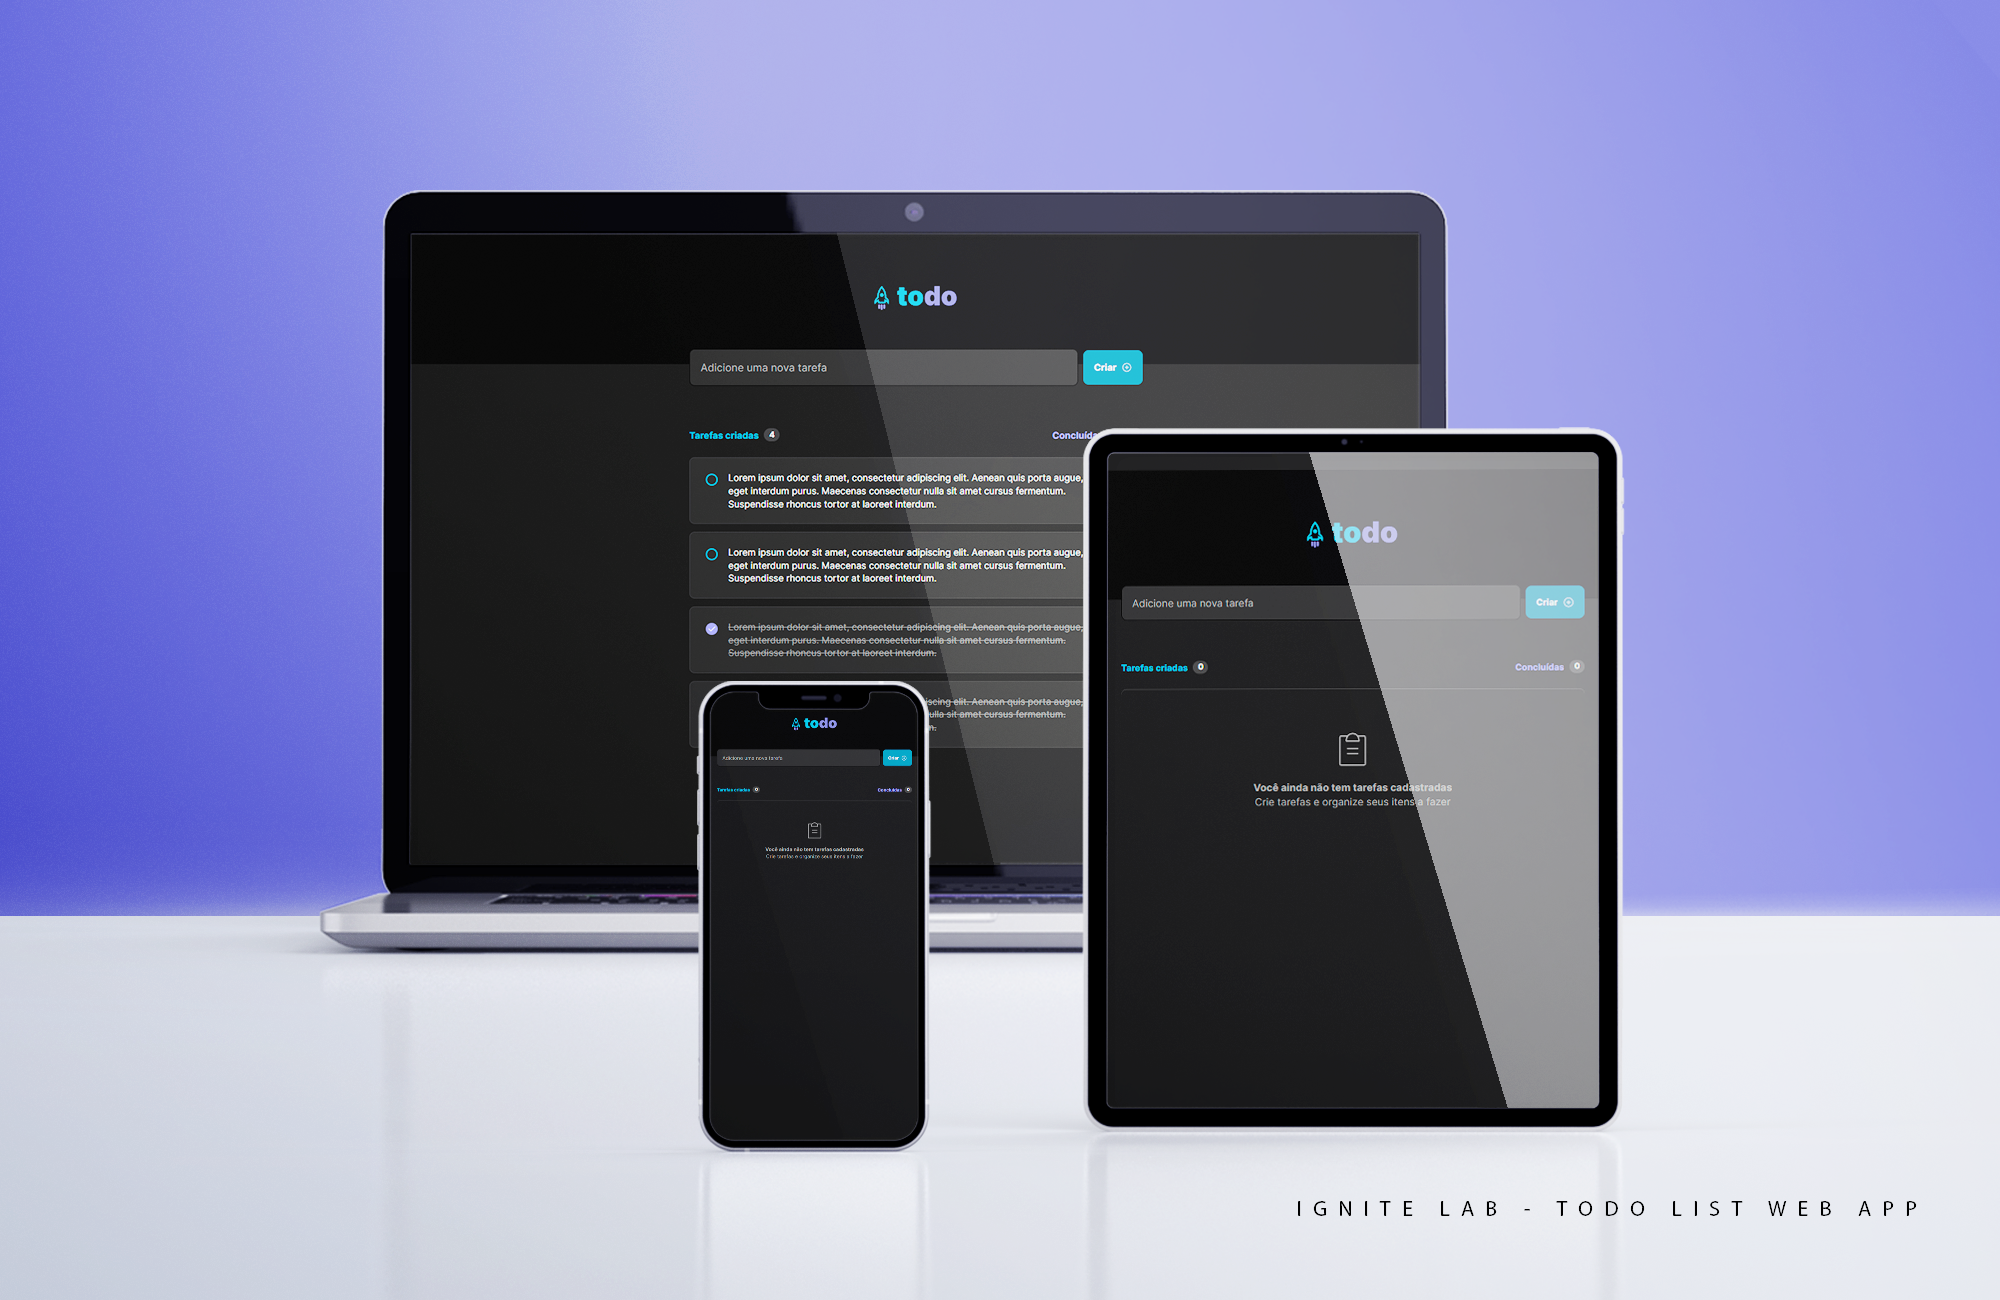 todo
Adicione uma nova tarefa
Criar
Tarefas criadas 4
Lorem ipsum dolor sit amet, consectetur adipiscing elit. Aenean quis porta augue,
eget interdum purus. Maecenas consectetur nulla sit amet cursus fermentum.
Suspendisse rhoncus tortor at laoreet interdum.
Lorem ipsum dolor sit amet, consectetur adipiscing elit. Aenean quis porta augue,
eget interdum purus. Maecenas consectetur nulla sit amet cursus fermentum.
Suspendisse rhoncus tortor at laoreet interdum.
Lorem ipsum dolor sit amet, consectetur adipiscing elit. Aenean quis porta augue,
eget interdum purus. Maecenas consectetur nulla sit amet cursus fermentum.
Suspendisse rhoncus tortor at laoreet interdum.
elit. Aenean quis porta augue,
sit amet cursus fermentum.
todo
Adicione uma nova tarefa
Criar
Tarefas criadas 0
Concluídas 0
Você ainda não tem tarefas cadastradas
Crie tarefas e organize seus itens a fazer
todo
Adicione uma nova tarefa
Criar
Tarefas criadas 0
Concluídas 0
Você ainda não tem tarefas cadastradas
Crie tarefas e organize seus itens a fazer
IGNITE LAB - TODO LIST WEB APP